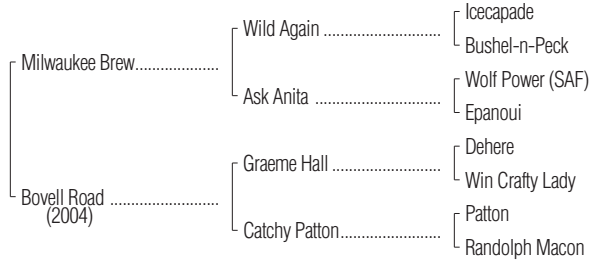 Icecapade
Wild Again ........................
Bushel-n-Peck
Milwaukee Brew.................
Wolf Power (SAF)
Ask Anita ..........................
Epanoui
Dehere
Graeme Hall ......................
Win Crafty Lady
Bovell Road ......................
(2004)
Patton
Catchy Patton....................
Randolph Macon